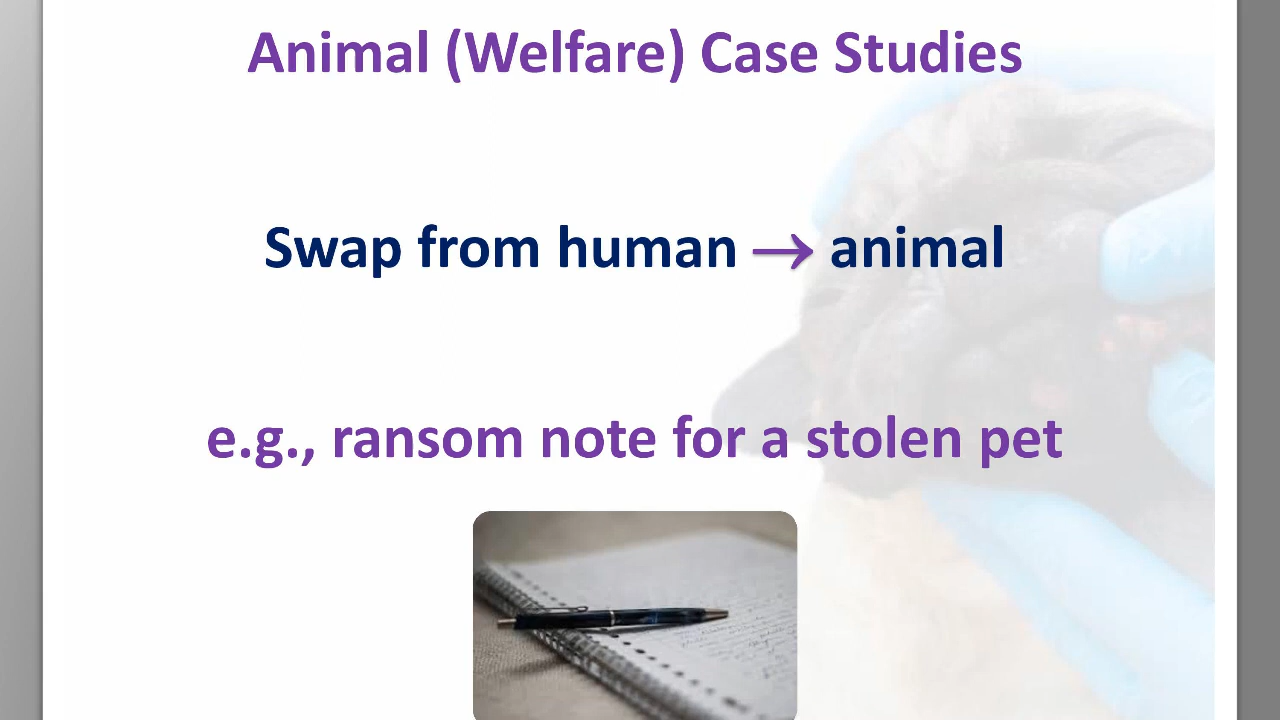 Animal (Welfare) Case Studies
Swap from human → animal
e.g., ransom note for a stolen pet